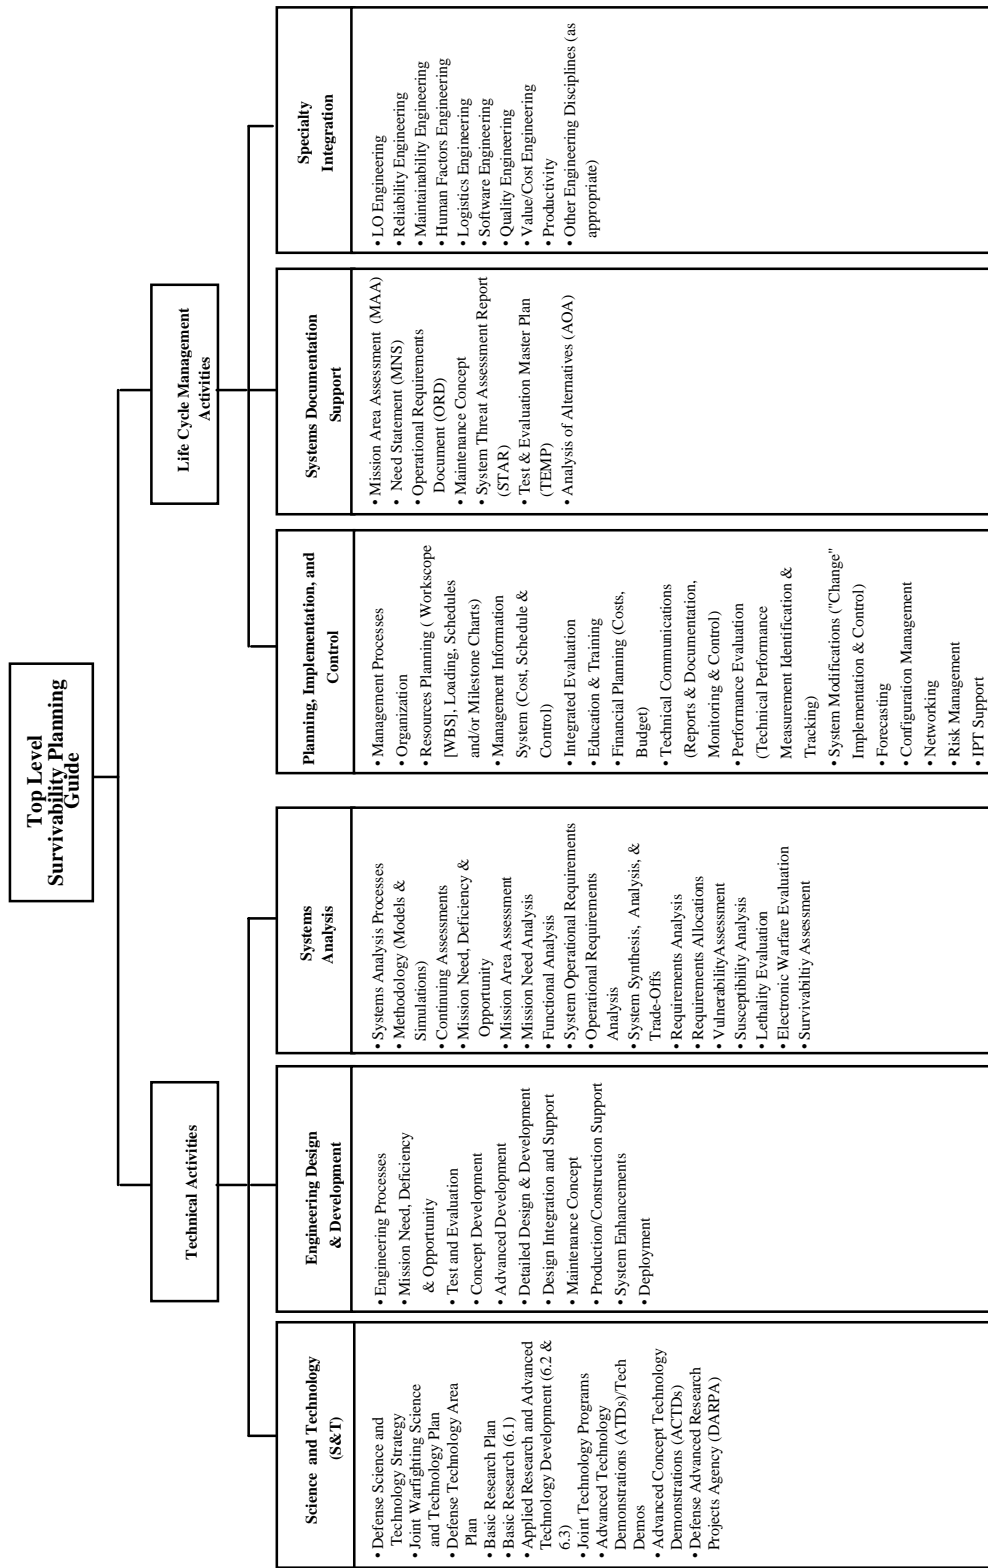 Top Level
Survivability Planning
Guide
Technical Activities
Life Cycle Management
Activities
Science and Technology
(S&T)
• Defense Science and
Technology Strategy
• Joint Warfighting Science
and Technology Plan
• Defense Technology Area
Plan
• Basic Research Plan
• Basic Research (6.1)
• Applied Research and Advanced
Technology Development (6.2 &
6.3)
• Joint Technology Programs
• Advanced Technology
Demonstrations (ATDs)/Tech
Demos
• Advanced Concept Technology
Demonstrations (ACTDs)
• Defense Advanced Research
Projects Agency (DARPA)
Engineering Design
& Development
• Engineering Processes
• Mission Need, Deficiency
& Opportunity
• Test and Evaluation
• Concept Development
• Advanced Development
• Detailed Design & Development
• Design Integration and Support
• Maintenance Concept
• Production/Construction Support
• System Enhancements
• Deployment
Systems
Analysis
• Systems Analysis Processes
• Methodology (Models &
Simulations)
• Continuing Assessments
• Mission Need, Deficiency &
Opportunity
• Mission Area Assessment
• Mission Need Analysis
• Functional Analysis
• System Operational Requirements
• Operational Requirements
Analysis
• System Synthesis, Analysis, &
Trade-Offs
• Requirements Analysis
• Requirements Allocations
• VulnerabilityAssessment
• Susceptibility Analysis
• Lethality Evaluation
• Electronic Warfare Evaluation
• Survivabiltiy Assessment
Planning, Implementation, and
Control
• Management Processes
• Organization
• Resources Planning ( Workscope
[WBS], Loading, Schedules
and/or Milestone Charts)
• Management Information
System (Cost, Schedule &
Control)
• Integrated Evaluation
• Education & Training
• Financial Planning (Costs,
Budget)
• Technical Communications
(Reports & Documentation,
Monitoring & Control)
• Performance Evaluation
(Technical Performance
Measurement Identification &
Tracking)
• System Modifications ("Change"
Implementation & Control)
• Forecasting
• Configuration Management
• Networking
• Risk Management
• IPT Support
Systems Documentation
Support
• Mission Area Assessment (MAA)
• Need Statement (MNS)
• Operational Requirements
Document (ORD)
• Maintenance Concept
• System Threat Assessment Report
(STAR)
• Test & Evaluation Master Plan
(TEMP)
• Analysis of Alternatives (AOA)
Specialty
Integration
• LO Engineering
• Reliability Engineering
• Maintainability Engineering
• Human Factors Engineering
• Logistics Engineering
• Software Engineering
• Quality Engineering
• Value/Cost Engineering
• Productivity
• Other Engineering Disciplines (as
appropriate)